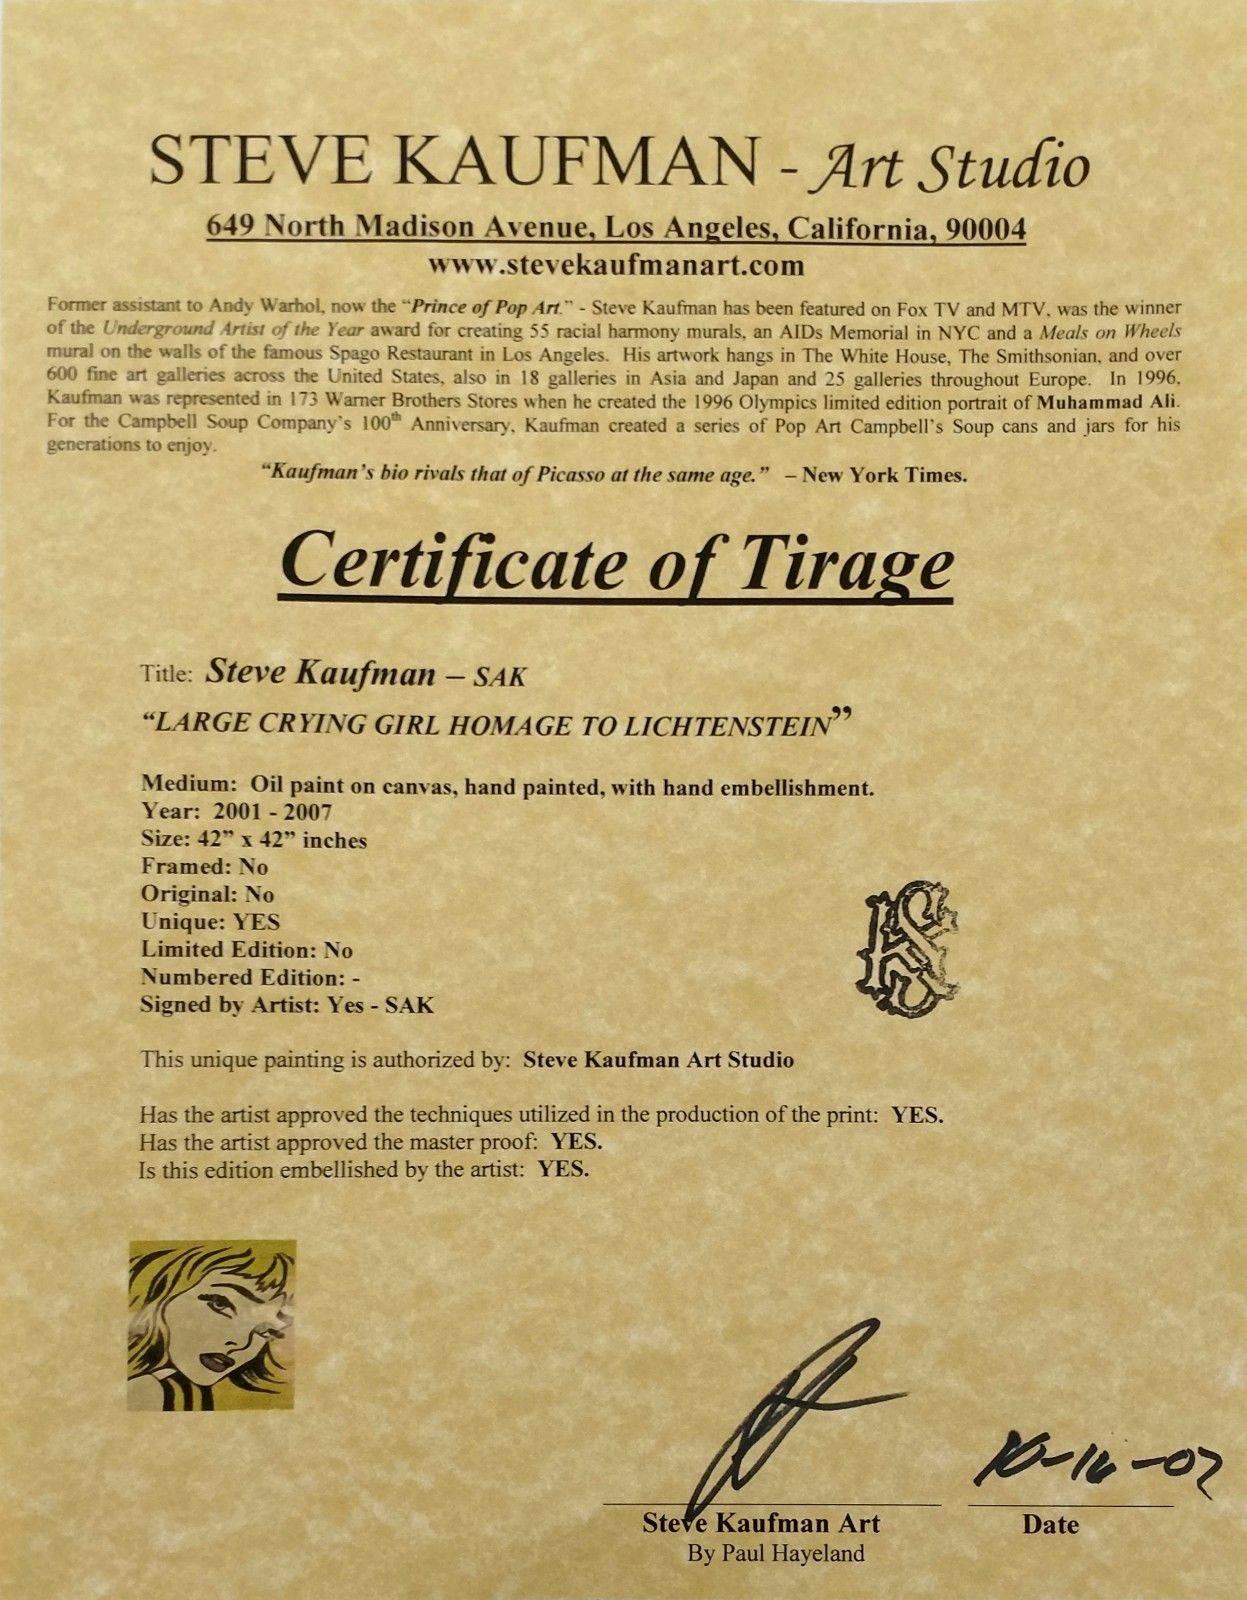 STEVE KAUFMAN - Art Studio
649 North Madison Avenue, Los Angeles, California, 90004
www.stevekaufmanart.com
Former assistant to Andy Warhol, now the "Prince of Pop Art." - Steve Kaufman has been featured on Fox TV and MTV, was the winner
of the Underground Artist of the Year award for creating 55 racial harmony murals, an AIDs Memorial in NYC and a Meals on Wheels
mural on the walls of the famous Spago Restaurant in Los Angeles. His artwork hangs in The White House, The Smithsonian, and over
600 fine art galleries across the United States, also in 18 galleries in Asia and Japan and 25 galleries throughout Europe. In 1996,
Kaufman was represented in 173 Warner Brothers Stores when he created the 1996 Olympics limited edition portrait of Muhammad Ali.
For the Campbell Soup Company's 100th Anniversary, Kaufman created a series of Pop Art Campbell's Soup cans and jars for his
generations to enjoy.
"Kaufman's bio rivals that of Picasso at the same age." – New York Times.
Certificate of Tirage
Title: Steve Kaufman – SAK
"LARGE CRYING GIRL HOMAGE TO LICHTENSTEIN"
Medium: Oil paint on canvas, hand painted, with hand embellishment.
Year: 2001 - 2007
Size: 42" x 42" inches
Framed: No
Original: No
Unique: YES
Limited Edition: No
Numbered Edition: -
Signed by Artist: Yes - SAK
This unique painting is authorized by: Steve Kaufman Art Studio
Has the artist approved the techniques utilized in the production of the print: YES.
Has the artist approved the master proof: YES.
Is this edition embellished by the artist: YES.
10-16-07
Steve Kaufman Art Date
By Paul Hayeland